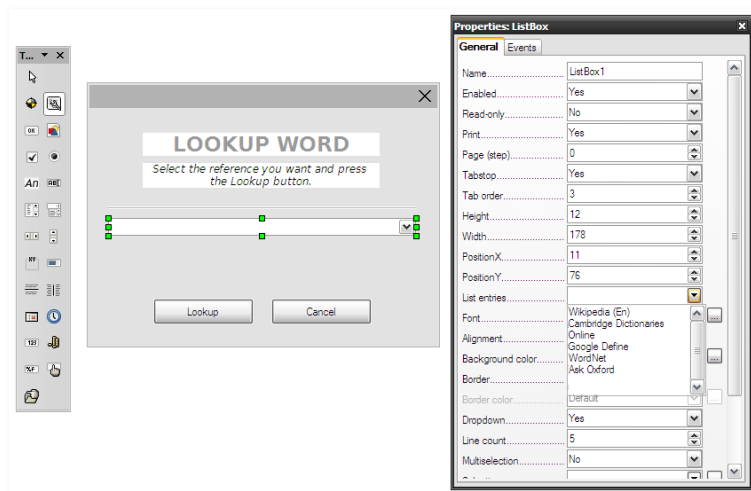 T...
OK
An
ABI
XY
123
%F
LOOKUP WORD
Select the reference you want and press
the Lookup button.
Lookup
Cancel
Properties: ListBox
General Events
Name........................ ListBox1
Enabled..................... Yes
Read-only................... No
Print....................... Yes
Page (step)................. 0
Tabstop..................... Yes
Tab order................... 3
Height...................... 12
Width....................... 178
PositionX................... 11
PositionY................... 76
List entries................
Wikipedia (En)
Cambridge Dictionaries
Online
Google Define
WordNet
Ask Oxford
Font........................ ...
Alignment...................
Background color......... ...
Border......................
Border color................ Default ...
Dropdown.................... Yes
Line count.................. 5
Multiselection.............. No